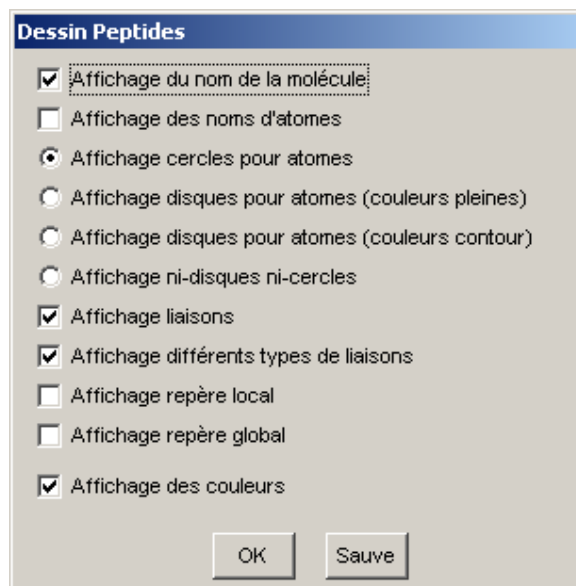 Dessin Peptides
Affichage du nom de la molécule
Affichage des noms d'atomes
Affichage cercles pour atomes
Affichage disques pour atomes (couleurs pleines)
Affichage disques pour atomes (couleurs contour)
Affichage ni-disques ni-cercles
Affichage liaisons
Affichage différents types de liaisons
Affichage repère local
Affichage repère global
Affichage des couleurs
OK Sauve